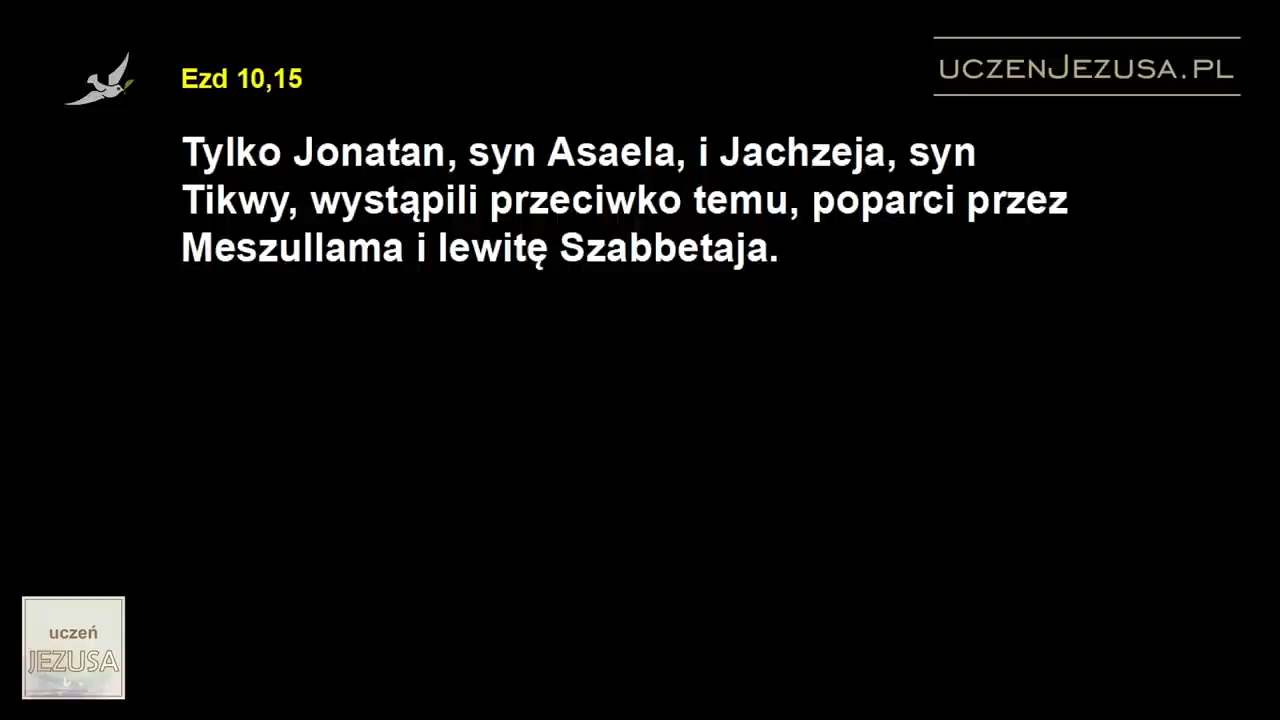 Ezd 10,15
UCZENJEZUSA.PL
Tylko Jonatan, syn Asaela, i Jachzeja, syn
Tikwy, wystąpili przeciwko temu, poparci przez
Meszullama i lewitę Szabbetaja.
uczeń
JEZUSA